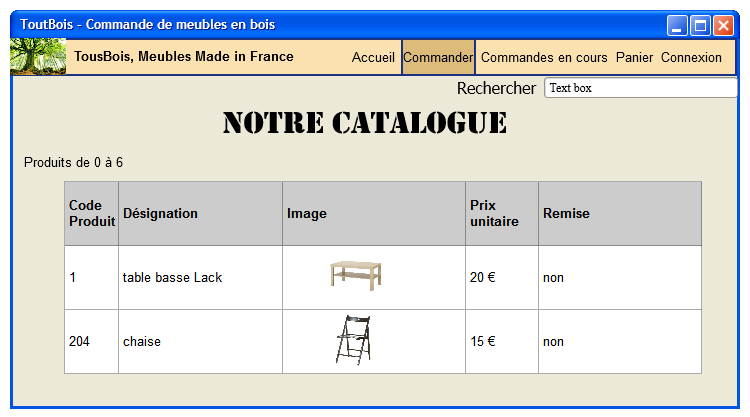 ToutBois - Commande de meubles en bois
TousBois, Meubles Made in France Accueil Commander Commandes en cours Panier Connexion
Rechercher Text box
NOTRE CATALOGUE
Produits de 0 à 6
Code Produit Désignation Image Prix unitaire Remise
1 table basse Lack 20 € non
204 chaise 15 € non